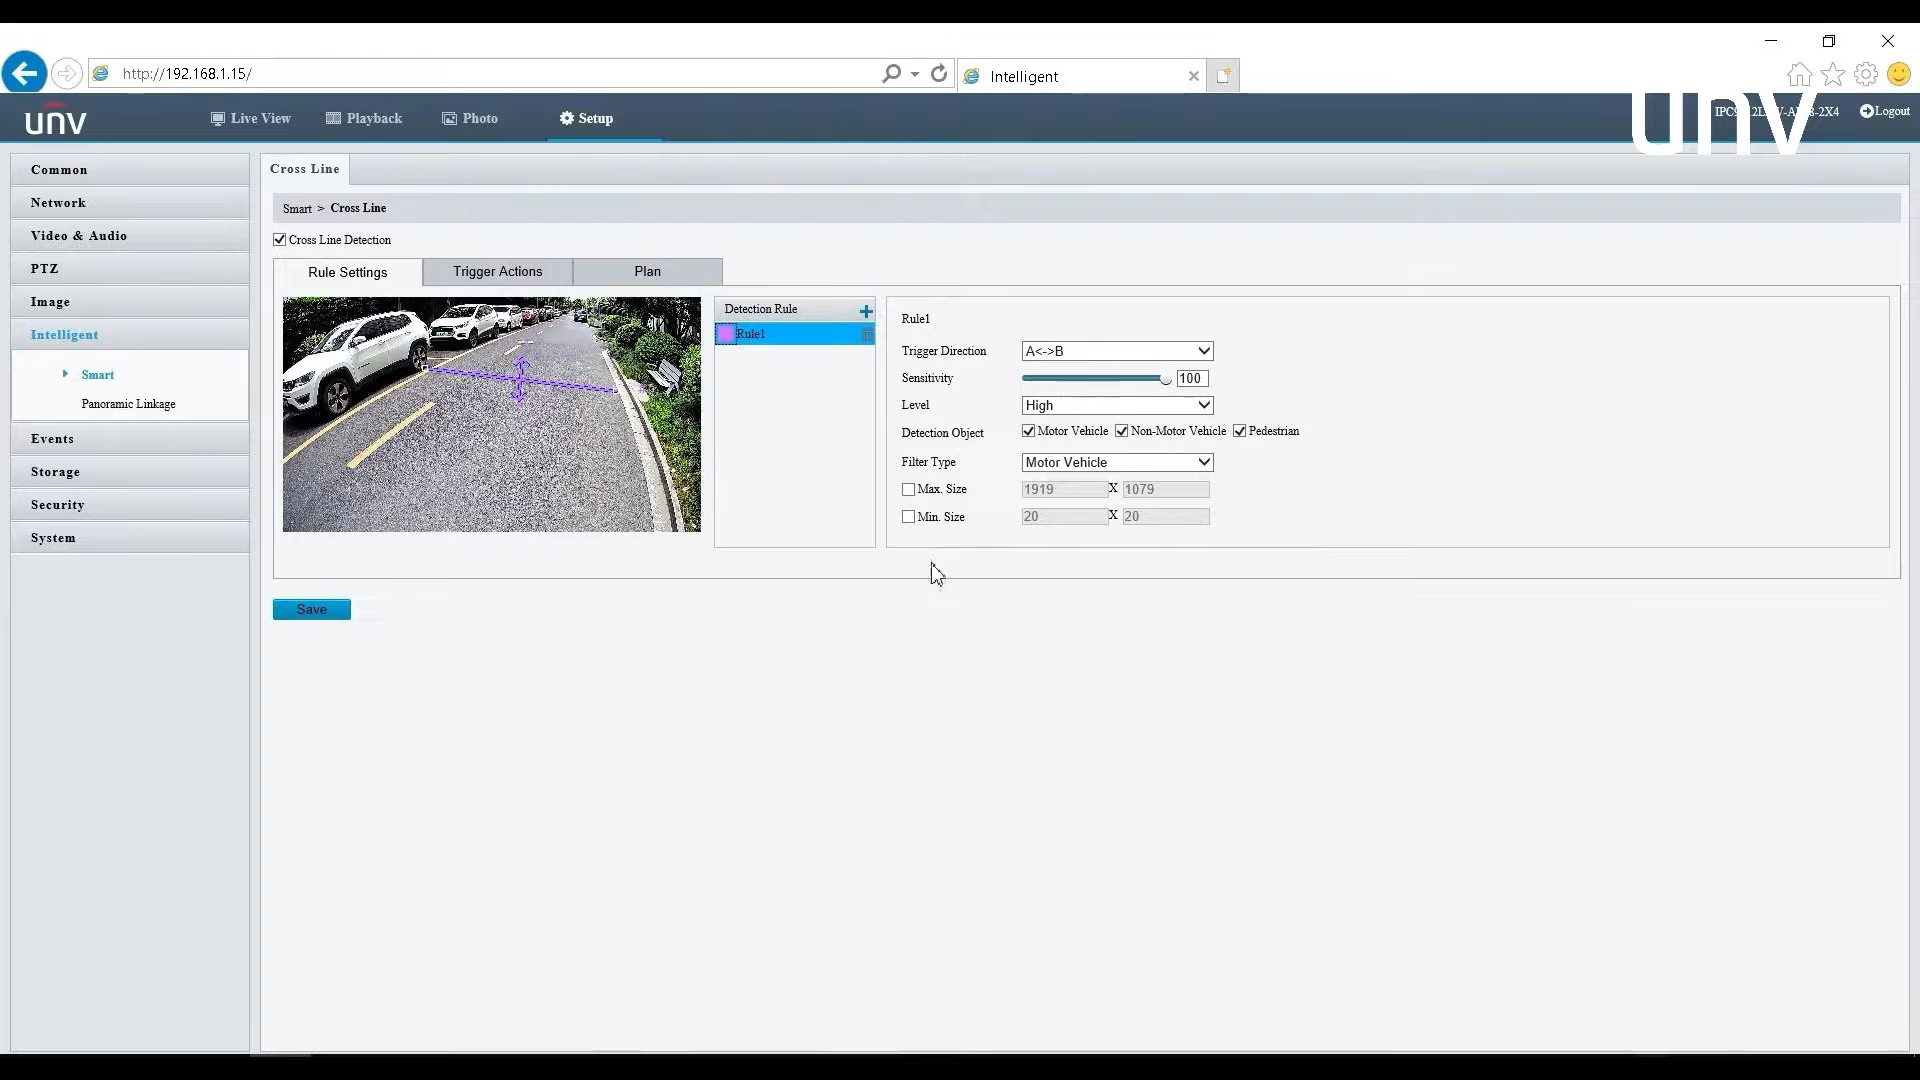 http://192.168.1.15/
Intelligent
unv
Live View
Playback
Photo
Setup
unv
Logout
Common
Network
Video & Audio
PTZ
Image
Intelligent
Smart
Panoramic Linkage
Events
Storage
Security
System
Cross Line
Smart > Cross Line
Cross Line Detection
Rule Settings
Trigger Actions
Plan
Detection Rule
Rule1
Rule1
Trigger Direction A<->B
Sensitivity 100
Level High
Detection Object Motor Vehicle Non-Motor Vehicle Pedestrian
Filter Type Motor Vehicle
Max. Size 1919 X 1079
Min. Size 20 X 20
Save